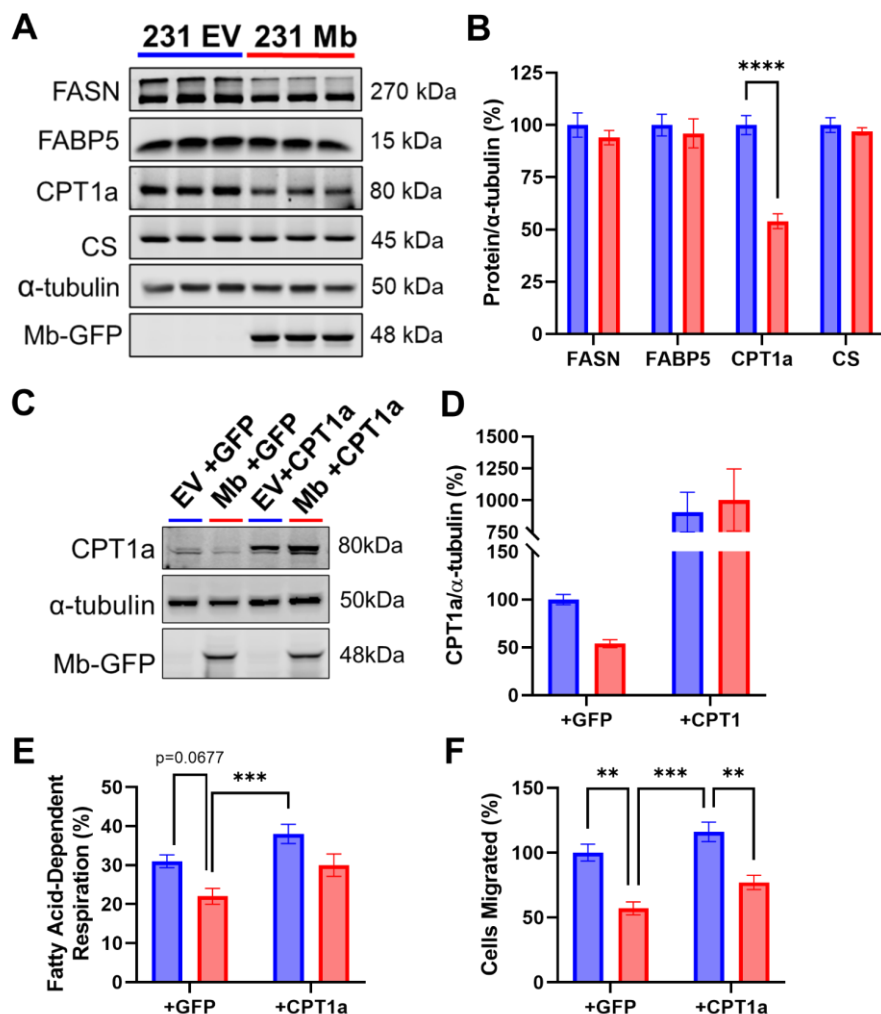 A
231 EV 231 Mb
FASN 270 kDa
FABP5 15 kDa
CPT1a 80 kDa
CS 45 kDa
α-tubulin 50 kDa
Mb-GFP 48 kDa
B
Protein/α-tubulin (%)
125
100
75
50
25
0
****
FASN FABP5 CPT1a CS
C
EV +GFP
Mb +GFP
EV+CPT1a
Mb +CPT1a
CPT1a 80kDa
α-tubulin 50kDa
Mb-GFP 48kDa
D
CPT1a/α-tubulin (%)
1500
1250
1000
750
150
100
50
0
+GFP +CPT1
E
Fatty Acid-Dependent
Respiration (%)
50
40
30
20
10
0
p=0.0677
***
+GFP +CPT1a
F
Cells Migrated (%)
150
100
50
0
** *** **
+GFP +CPT1a